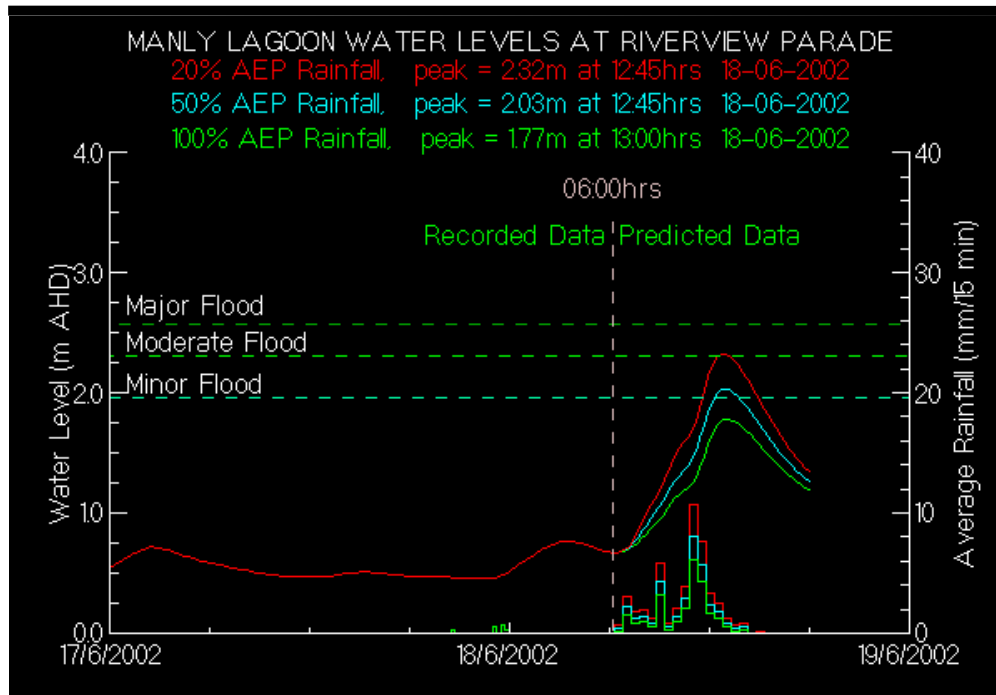 MANLY LAGOON WATER LEVELS AT RIVERVIEW PARADE
20% AEP Rainfall, peak = 2.32m at 12:45hrs 18-06-2002
50% AEP Rainfall, peak = 2.03m at 12:45hrs 18-06-2002
100% AEP Rainfall, peak = 1.77m at 13:00hrs 18-06-2002
4.0
40
06:00hrs
Recorded Data
Predicted Data
3.0
30
Major Flood
Moderate Flood
Minor Flood
2.0
20
1.0
10
0.0
0
Water Level (m AHD)
Average Rainfall (mm/15 min)
17/6/2002
18/6/2002
19/6/2002